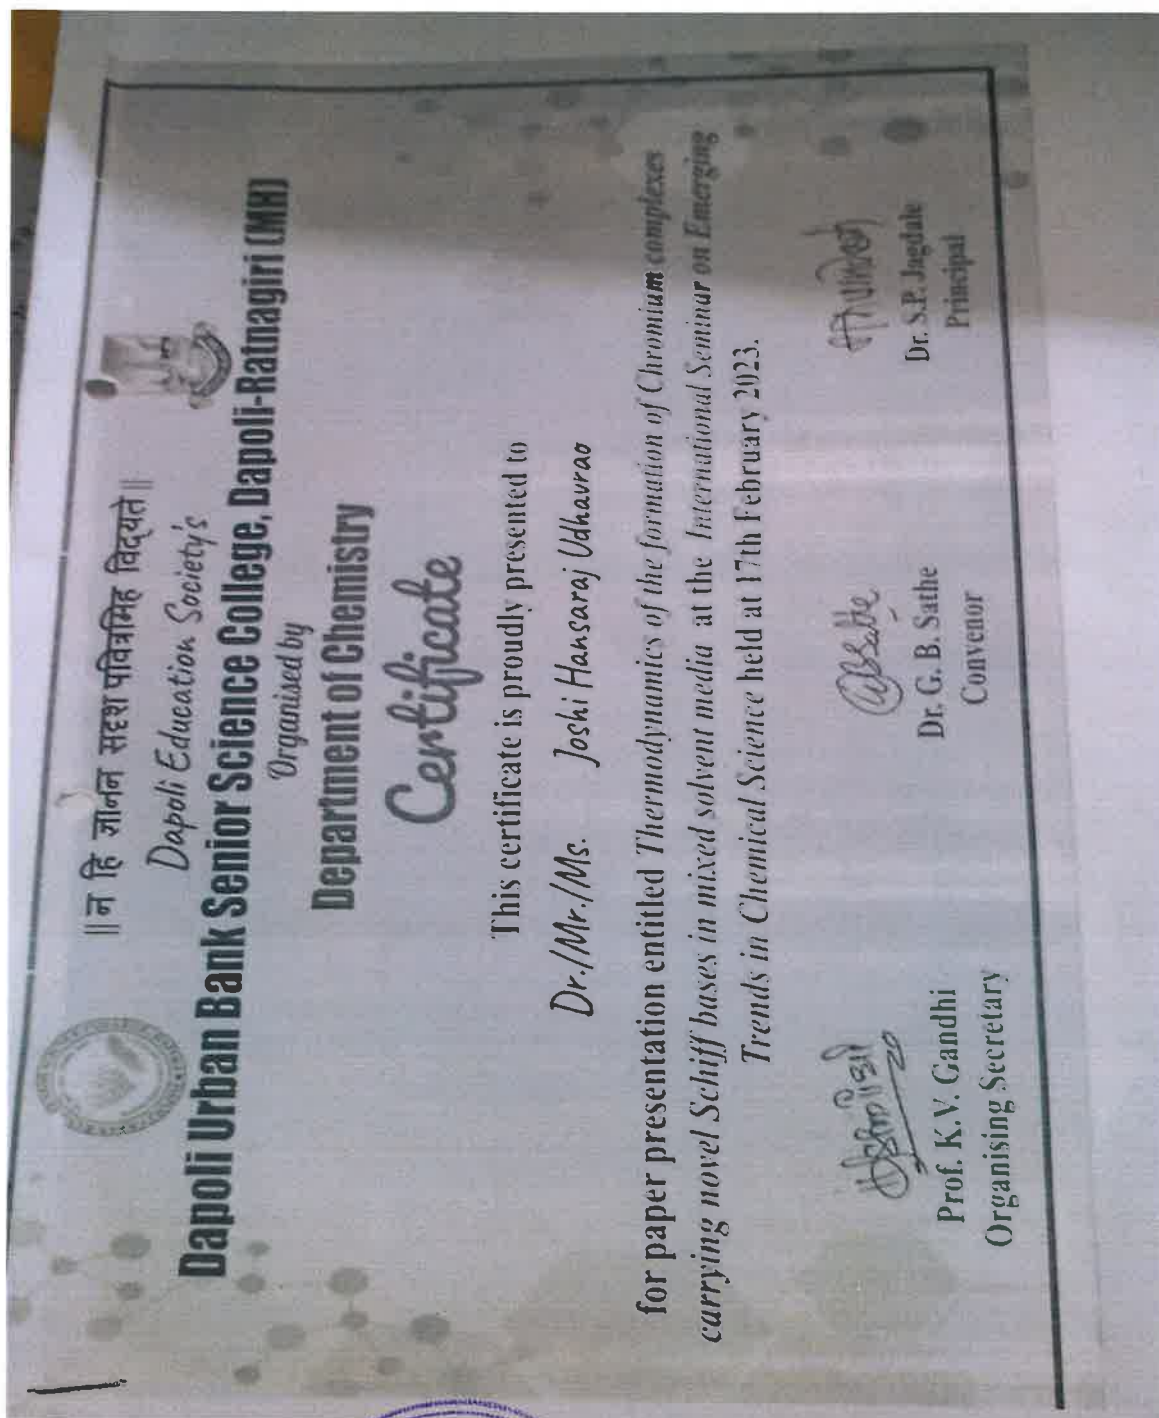 ||न हि ज्ञानेन सदृश पवित्रमिह विद्यते||
Dapoli Education Society's
Dapoli Urban Bank Senior Science College, Dapoli-Ratnagiri (MH)
Organised by
Department of Chemistry
Certificate
This certificate is proudly presented to
Dr./Mr./Ms. Joshi Hansaraj Udhavrao
for paper presentation entitled Thermodynamics of the formation of Chromium complexes
carrying novel Schiff bases in mixed solvent media at the International Seminar on Emerging
Trends in Chemical Science held at 17th February 2023.
Prof. K.V. Gandhi
Organising Secretary
Dr. G. B. Sathe
Convenor
Dr. S.P. Jagdale
Principal